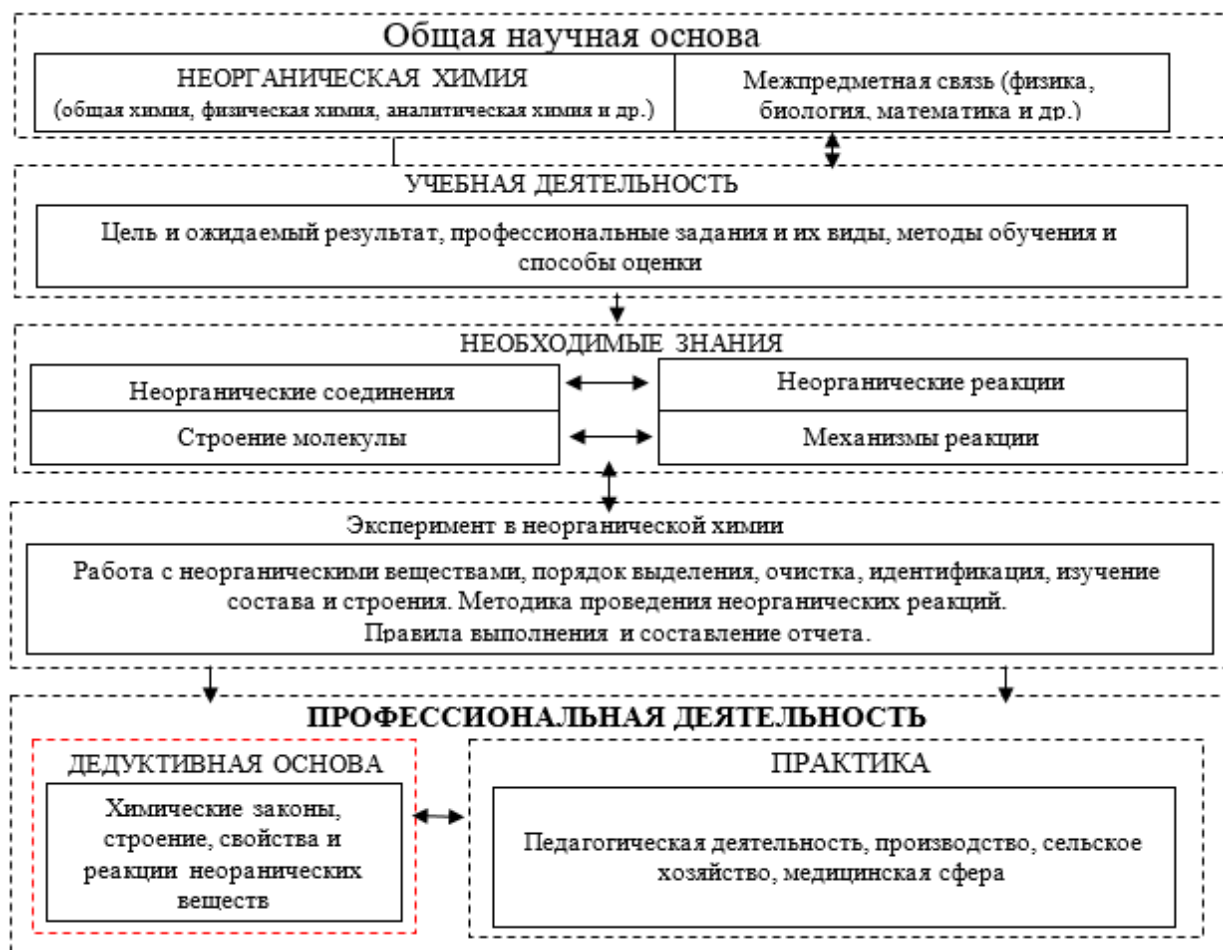 Общая научная основа
НЕОРГАНИЧЕСКАЯ ХИМИЯ
(общая химия, физическая химия, аналитическая химия и др.)
Межпредметная связь (физика,
биология, математика и др.)
УЧЕБНАЯ ДЕЯТЕЛЬНОСТЬ
Цель и ожидаемый результат, профессиональные задания и их виды, методы обучения и
способы оценки
НЕОБХОДИМЫЕ ЗНАНИЯ
Неорганические соединения
Неорганические реакции
Строение молекулы
Механизмы реакции
Эксперимент в неорганической химии
Работа с неорганическими веществами, порядок выделения, очистка, идентификация, изучение
состава и строения. Методика проведения неорганических реакций.
Правила выполнения и составление отчета.
ПРОФЕССИОНАЛЬНАЯ ДЕЯТЕЛЬНОСТЬ
ДЕДУКТИВНАЯ ОСНОВА
Химические законы,
строение, свойства и
реакции неоранических
веществ
ПРАКТИКА
Педагогическая деятельность, производство, сельское
хозяйство, медицинская сфера